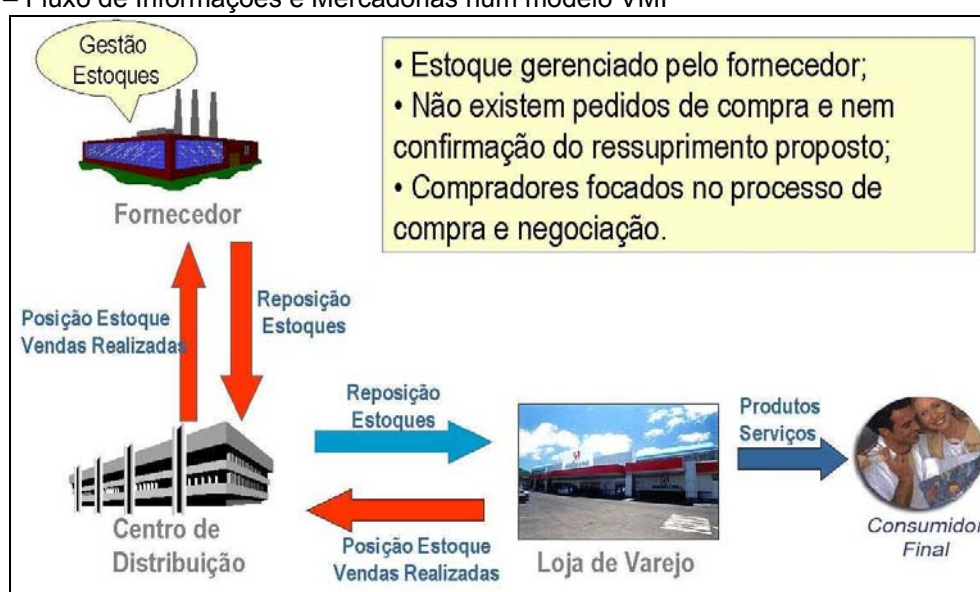 – Fluxo de Informações e Mercadorias num modelo VMI
Gestão
Estoques
• Estoque gerenciado pelo fornecedor;
• Não existem pedidos de compra e nem
confirmação do ressuprimento proposto;
• Compradores focados no processo de
compra e negociação.
Fornecedor
Posição Estoque
Vendas Realizadas
Reposição
Estoques
Reposição
Estoques
Produtos
Serviços
Centro de
Distribuição
Posição Estoque
Vendas Realizadas
Loja de Varejo
Consumidor
Final